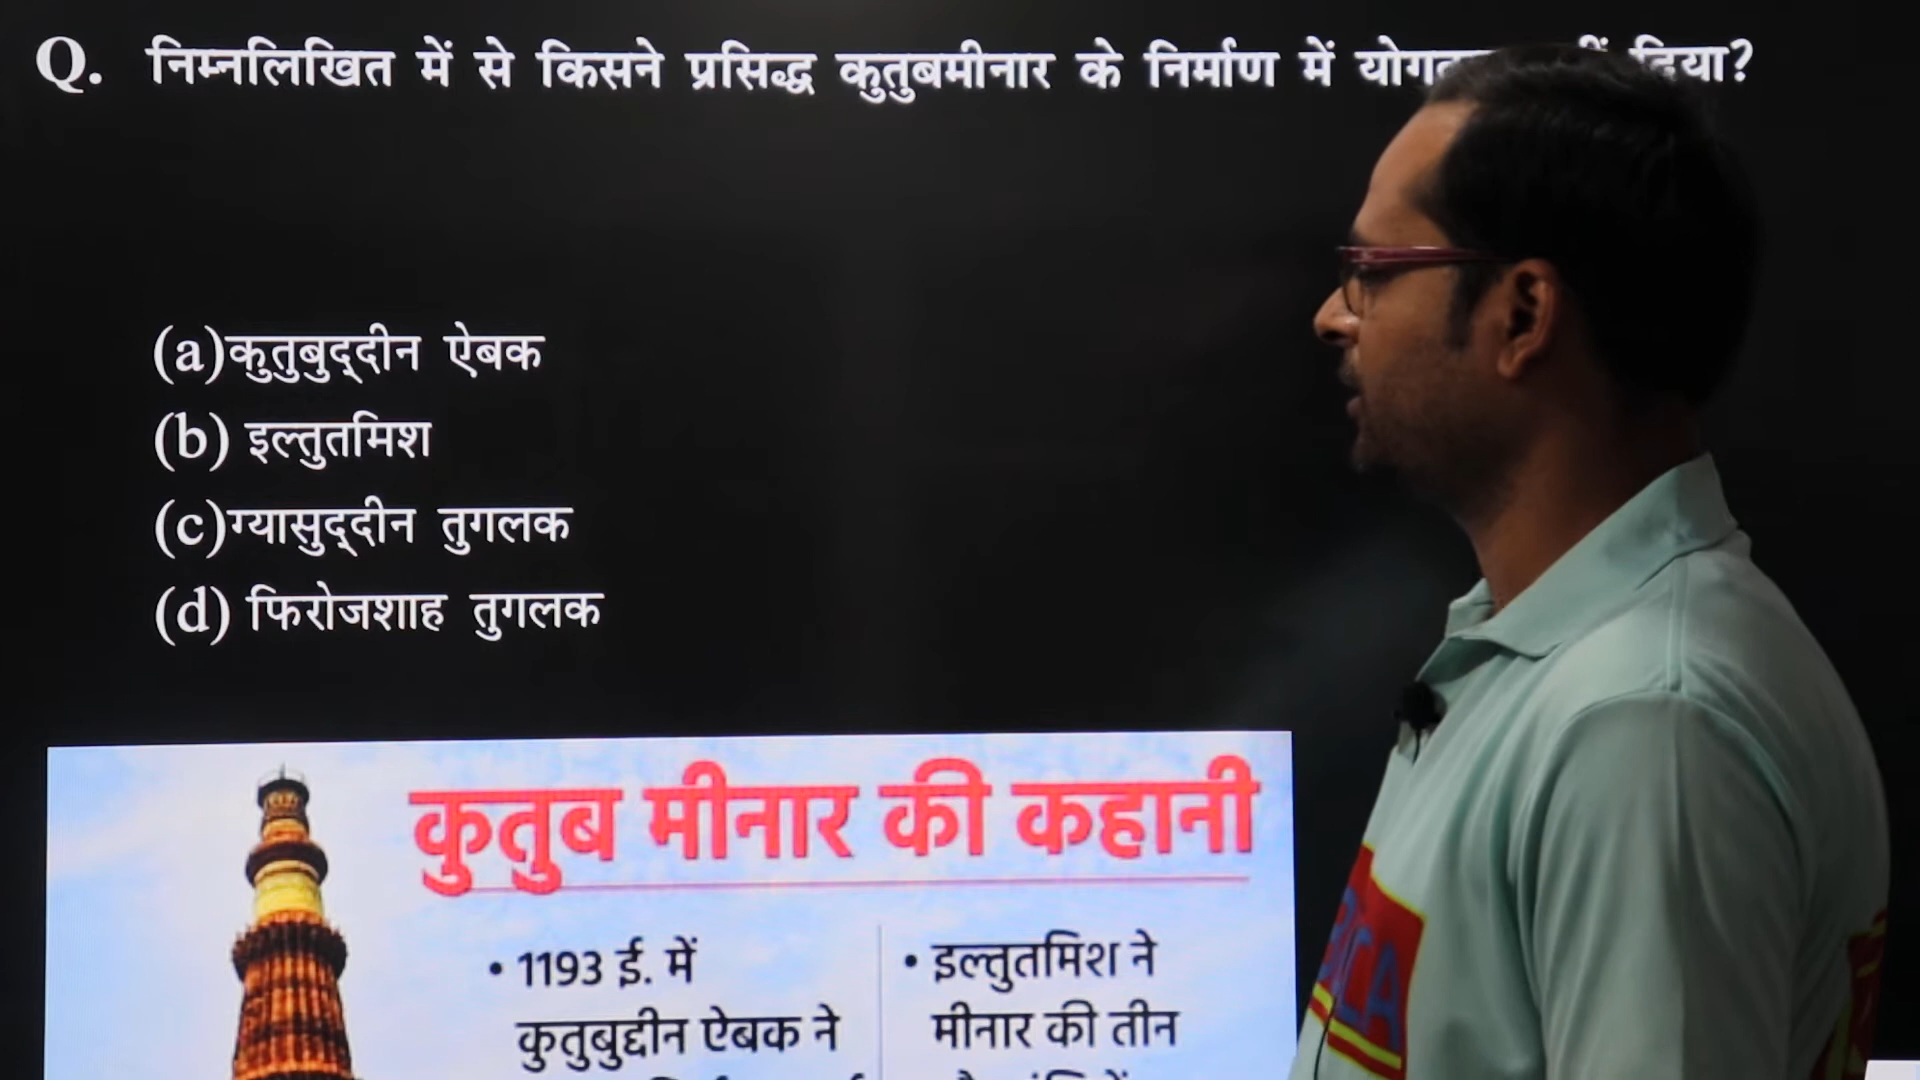 Q. निम्नलिखित में से किसने प्रसिद्ध कुतुबमीनार के निर्माण में दिया?
(a)कुतुबुद्दीन ऐबक
(b) इल्तुतमिश
(c)ग्यासुद्दीन तुगलक
(d) फिरोजशाह तुगलक
कुतुब मीनार की कहानी
• 1193 ई. में
कुतुबुद्दीन ऐबक ने
• इल्तुतमिश ने
मीनार की तीन